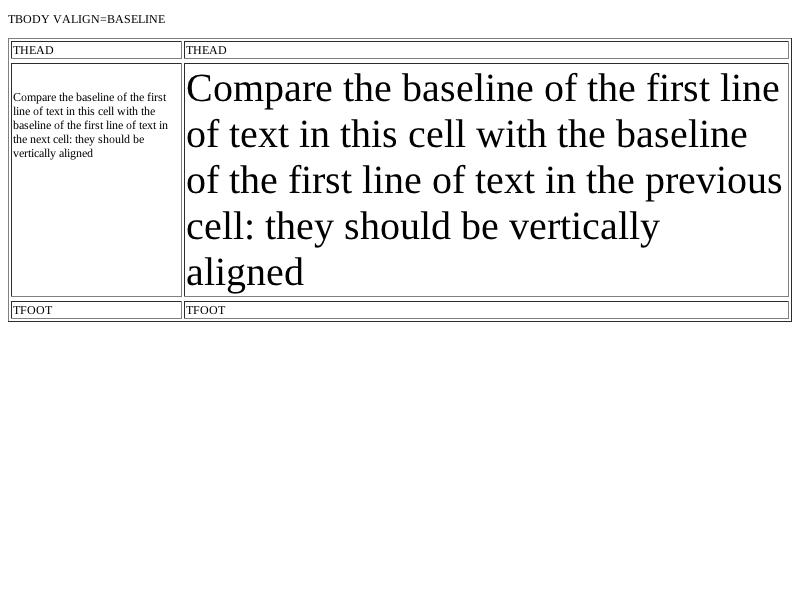 TBODY VALIGN=BASELINE
THEAD
THEAD
Compare the baseline of the first
line of text in this cell with the
baseline of the first line of text in
the next cell: they should be
vertically aligned
Compare the baseline of the first line
of text in this cell with the baseline
of the first line of text in the previous
cell: they should be vertically
aligned
TFOOT
TFOOT